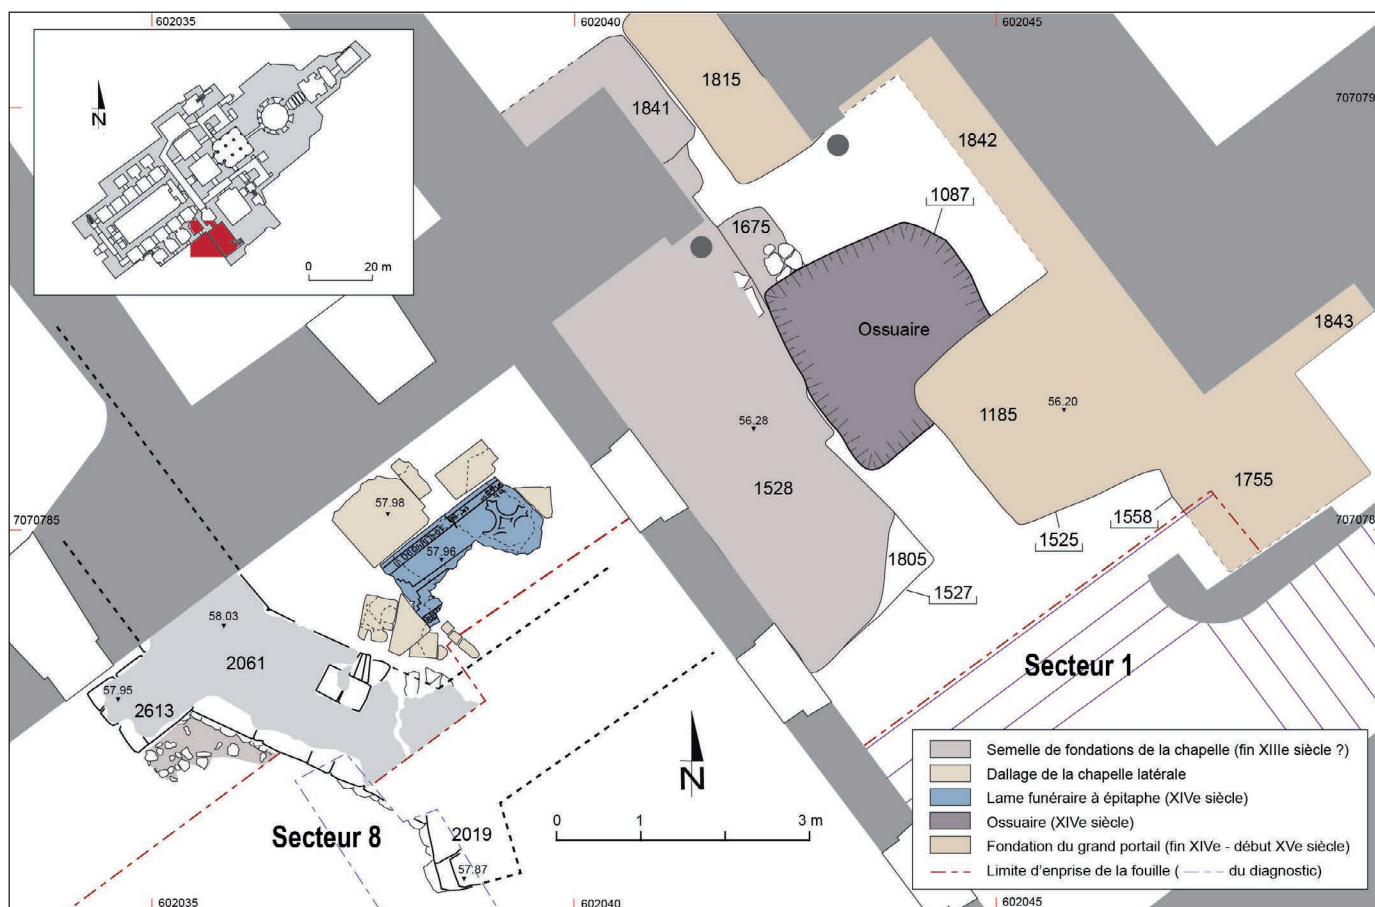 602035
602040
602045
N
0 20 m
1815
1841
1842
707079
1087
1675
Ossuaire
1843
56.28
1185
56.20
1528
1755
57.98
7070785
57.96
1558
707078
1525
1805
1527
58.03
2061
Secteur 1
57.95
2613
N
0 1 3 m
Secteur 8
2019
57.87
Semelle de fondations de la chapelle (fin XIIIe siècle ?)
Dallage de la chapelle latérale
Lame funéraire à épitaphe (XIVe siècle)
Ossuaire (XIVe siècle)
Fondation du grand portail (fin XIVe - début XVe siècle)
Limite d'enprise de la fouille ( du diagnostic)
602035
602040
602045